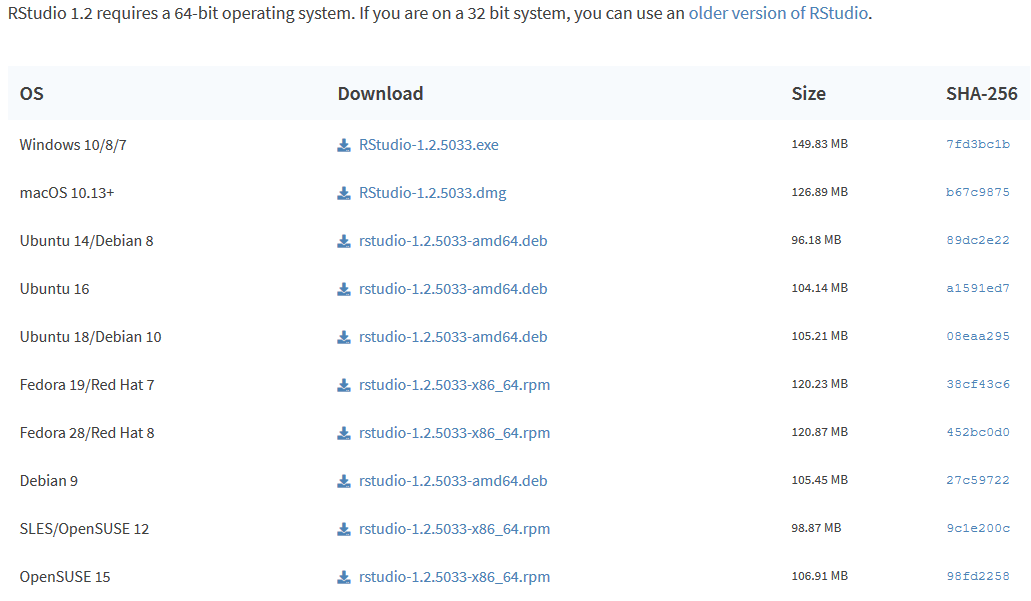 RStudio 1.2 requires a 64-bit operating system. If you are on a 32 bit system, you can use an older version of RStudio.
OS Download Size SHA-256
Windows 10/8/7 RStudio-1.2.5033.exe 149.83 MB 7fd3bc1b
macOS 10.13+ RStudio-1.2.5033.dmg 126.89 MB b67c9875
Ubuntu 14/Debian 8 rstudio-1.2.5033-amd64.deb 96.18 MB 89dc2e22
Ubuntu 16 rstudio-1.2.5033-amd64.deb 104.14 MB a1591ed7
Ubuntu 18/Debian 10 rstudio-1.2.5033-amd64.deb 105.21 MB 08eaa295
Fedora 19/Red Hat 7 rstudio-1.2.5033-x86_64.rpm 120.23 MB 38cf43c6
Fedora 28/Red Hat 8 rstudio-1.2.5033-x86_64.rpm 120.87 MB 452bc0d0
Debian 9 rstudio-1.2.5033-amd64.deb 105.45 MB 27c59722
SLES/OpenSUSE 12 rstudio-1.2.5033-x86_64.rpm 98.87 MB 9c1e200c
OpenSUSE 15 rstudio-1.2.5033-x86_64.rpm 106.91 MB 98fd2258